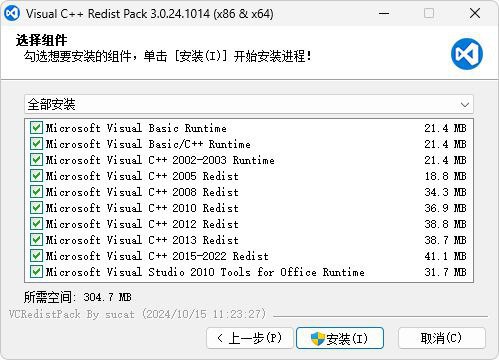 Visual C++ Redist Pack 3.0.24.1014 (x86 & x64)
选择组件
勾选想要安装的组件，单击 [安装(I)] 开始安装进程！
全部安装
Microsoft Visual Basic Runtime 21.4 MB
Microsoft Visual Basic/C++ Runtime 21.4 MB
Microsoft Visual C++ 2002-2003 Runtime 21.4 MB
Microsoft Visual C++ 2005 Redist 18.8 MB
Microsoft Visual C++ 2008 Redist 34.3 MB
Microsoft Visual C++ 2010 Redist 36.9 MB
Microsoft Visual C++ 2012 Redist 38.8 MB
Microsoft Visual C++ 2013 Redist 38.7 MB
Microsoft Visual C++ 2015-2022 Redist 41.1 MB
Microsoft Visual Studio 2010 Tools for Office Runtime 31.7 MB
所需空间: 304.7 MB
VCRedistPack By sucat (2024/10/15 11:23:27)
< 上一步(P) 安装(I) 取消(C)